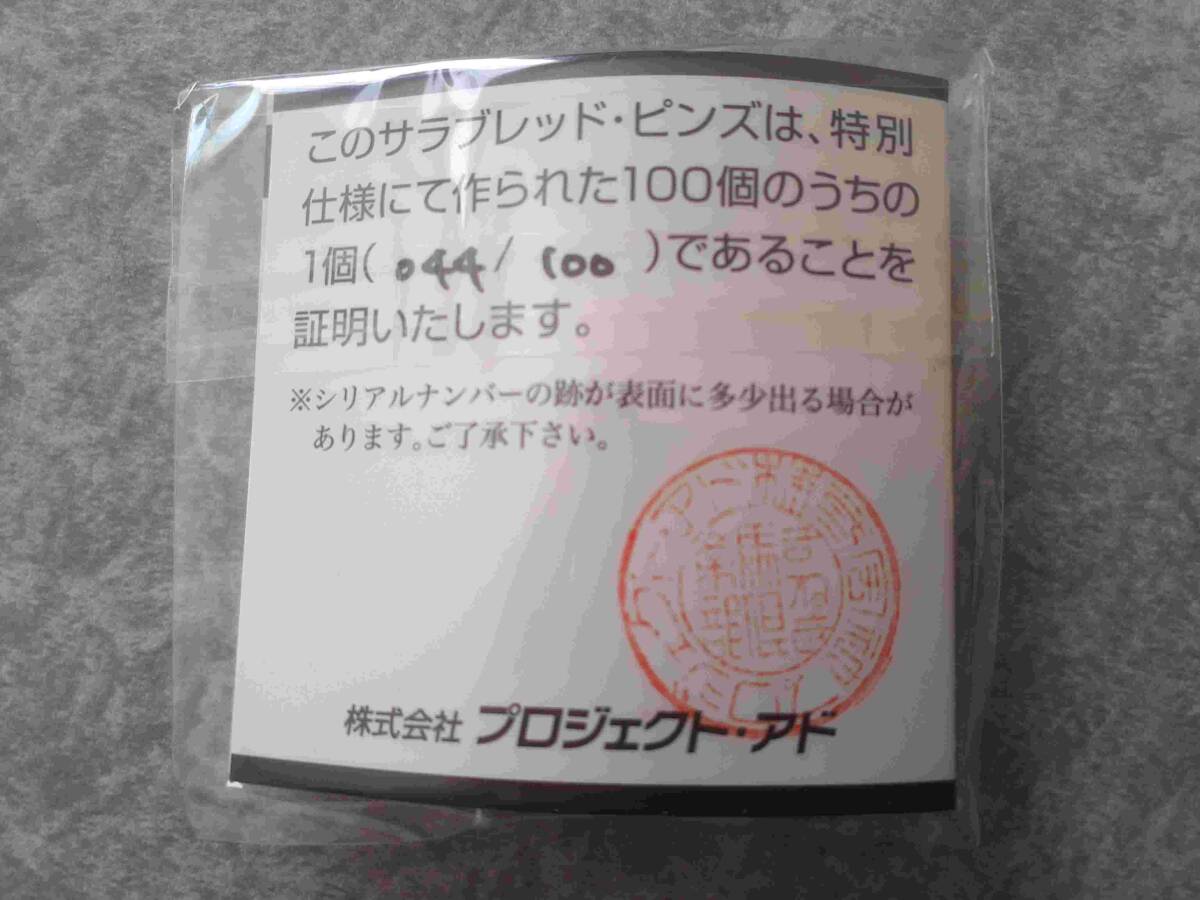 このサラブレッド・ピンズは、特別
仕様にて作られた100個のうちの
1個( 044/ 100 )であることを
証明いたします。
※シリアルナンバーの跡が表面に多少出る場合が
あります。ご了承下さい。
株式会社 プロジェクト・アド